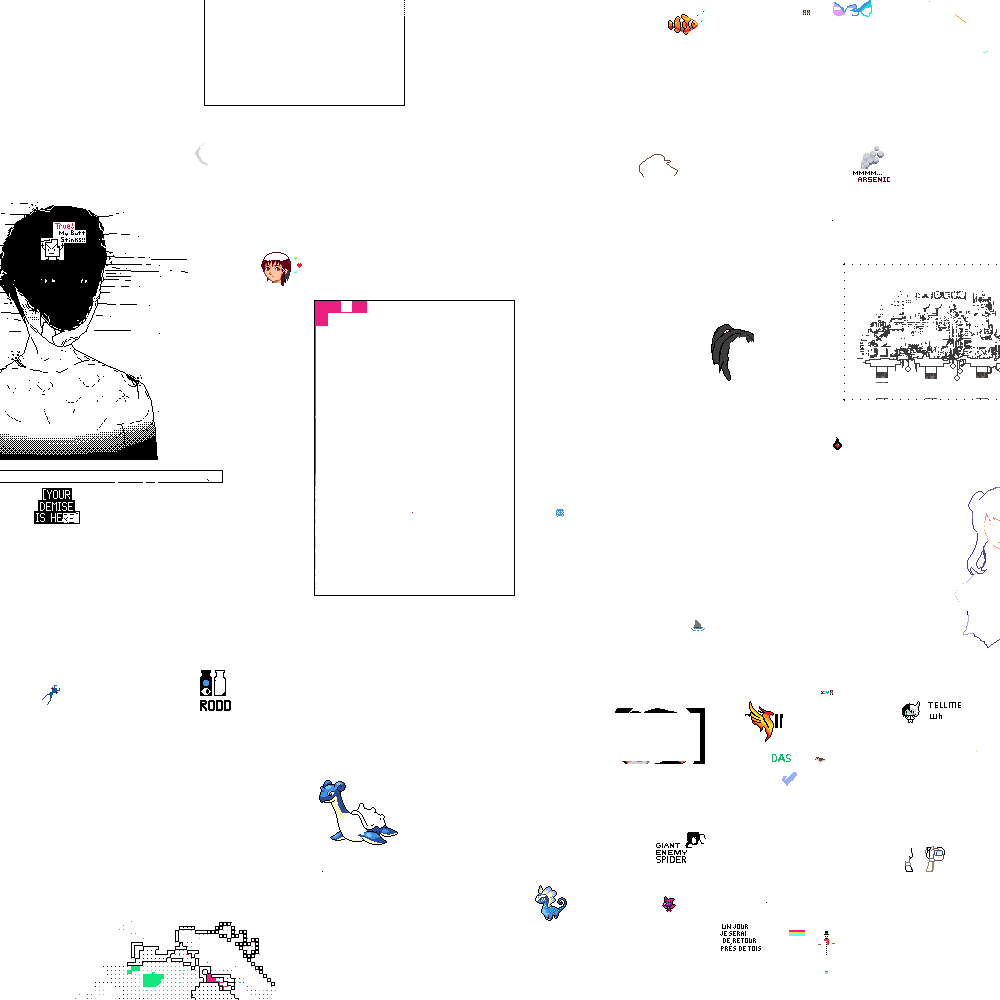 MMMM...
ARSENIC
True!
My Butt
Stinks!!
[YOUR
DEMISE
IS HERE
RODD
TELL ME
Wh
DAS
GIANT
ENEMY
SPIDER
UN JOUR
JE SERAI
DE RETOUR
PRÈS DE TOIS